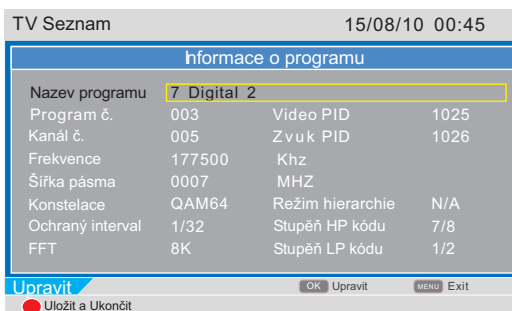 TV Seznam 15/08/10 00:45
Informace o programu
Nazev programu 7 Digital 2
Program č. 003 Video PID 1025
Kanál č. 005 Zvuk PID 1026
Frekvence 177500 Khz
Šířka pásma 0007 MHZ
Konstelace QAM64 Režim hierarchie N/A
Ochraný interval 1/32 Stupěň HP kódu 7/8
FFT 8K Stupěň LP kódu 1/2
Upravit OK Upravit MENU Exit
Uložit a Ukončit